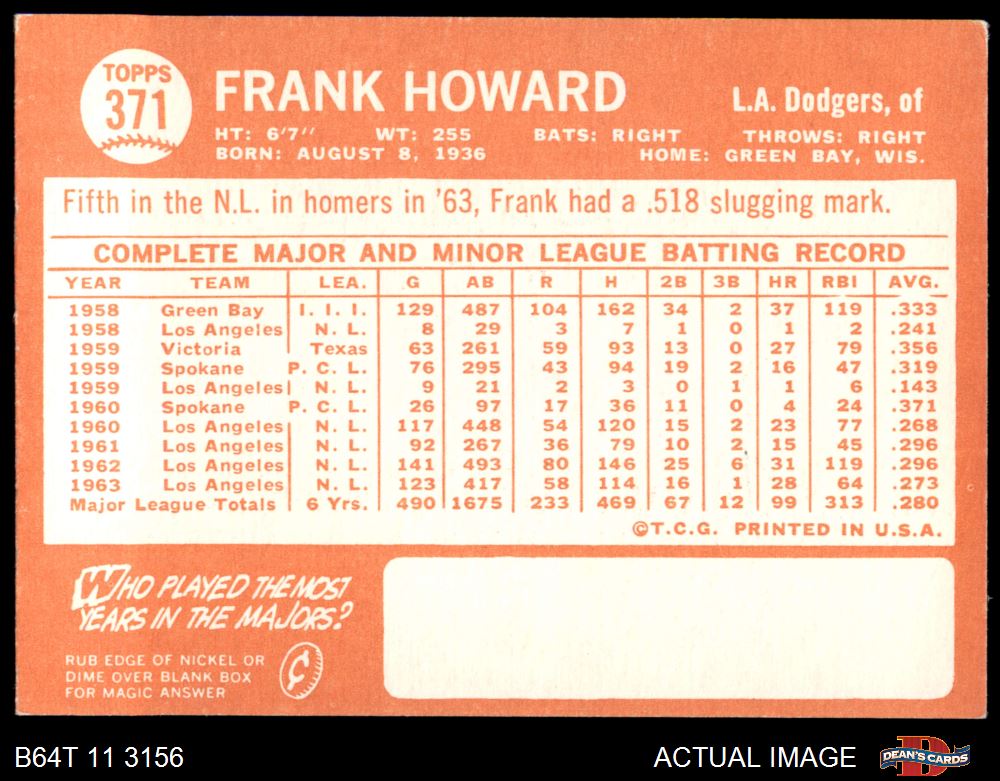 TOPPS
371
FRANK HOWARD
L.A. Dodgers, of
HT: 6'7" WT: 255 BATS: RIGHT THROWS: RIGHT
BORN: AUGUST 8, 1936 HOME: GREEN BAY, WIS.
Fifth in the N.L. in homers in '63, Frank had a .518 slugging mark.
COMPLETE MAJOR AND MINOR LEAGUE BATTING RECORD
YEAR TEAM LEA. G AB R H 2B 3B HR RBI AVG.
1958 Green Bay I. I. I. 129 487 104 162 34 2 37 119 .333
1958 Los Angeles N. L. 8 29 3 7 1 0 1 2 .241
1959 Victoria Texas 63 261 59 93 13 0 27 79 .356
1959 Spokane P. C. L. 76 295 43 94 19 2 16 47 .319
1959 Los Angeles N. L. 9 21 2 3 0 1 1 6 .143
1960 Spokane P. C. L. 26 97 17 36 11 0 4 24 .371
1960 Los Angeles N. L. 117 448 54 120 15 2 23 77 .268
1961 Los Angeles N. L. 92 267 36 79 10 2 15 45 .296
1962 Los Angeles N. L. 141 493 80 146 25 6 31 119 .296
1963 Los Angeles N. L. 123 417 58 114 16 1 28 64 .273
Major League Totals 6 Yrs. 490 1675 233 469 67 12 99 313 .280
©T.C.G. PRINTED IN U.S.A.
WHO PLAYED THE MOST
YEARS IN THE MAJORS?
RUB EDGE OF NICKEL OR
DIME OVER BLANK BOX
FOR MAGIC ANSWER
¢
B64T 11 3156
ACTUAL IMAGE
DEAN'S CARDS